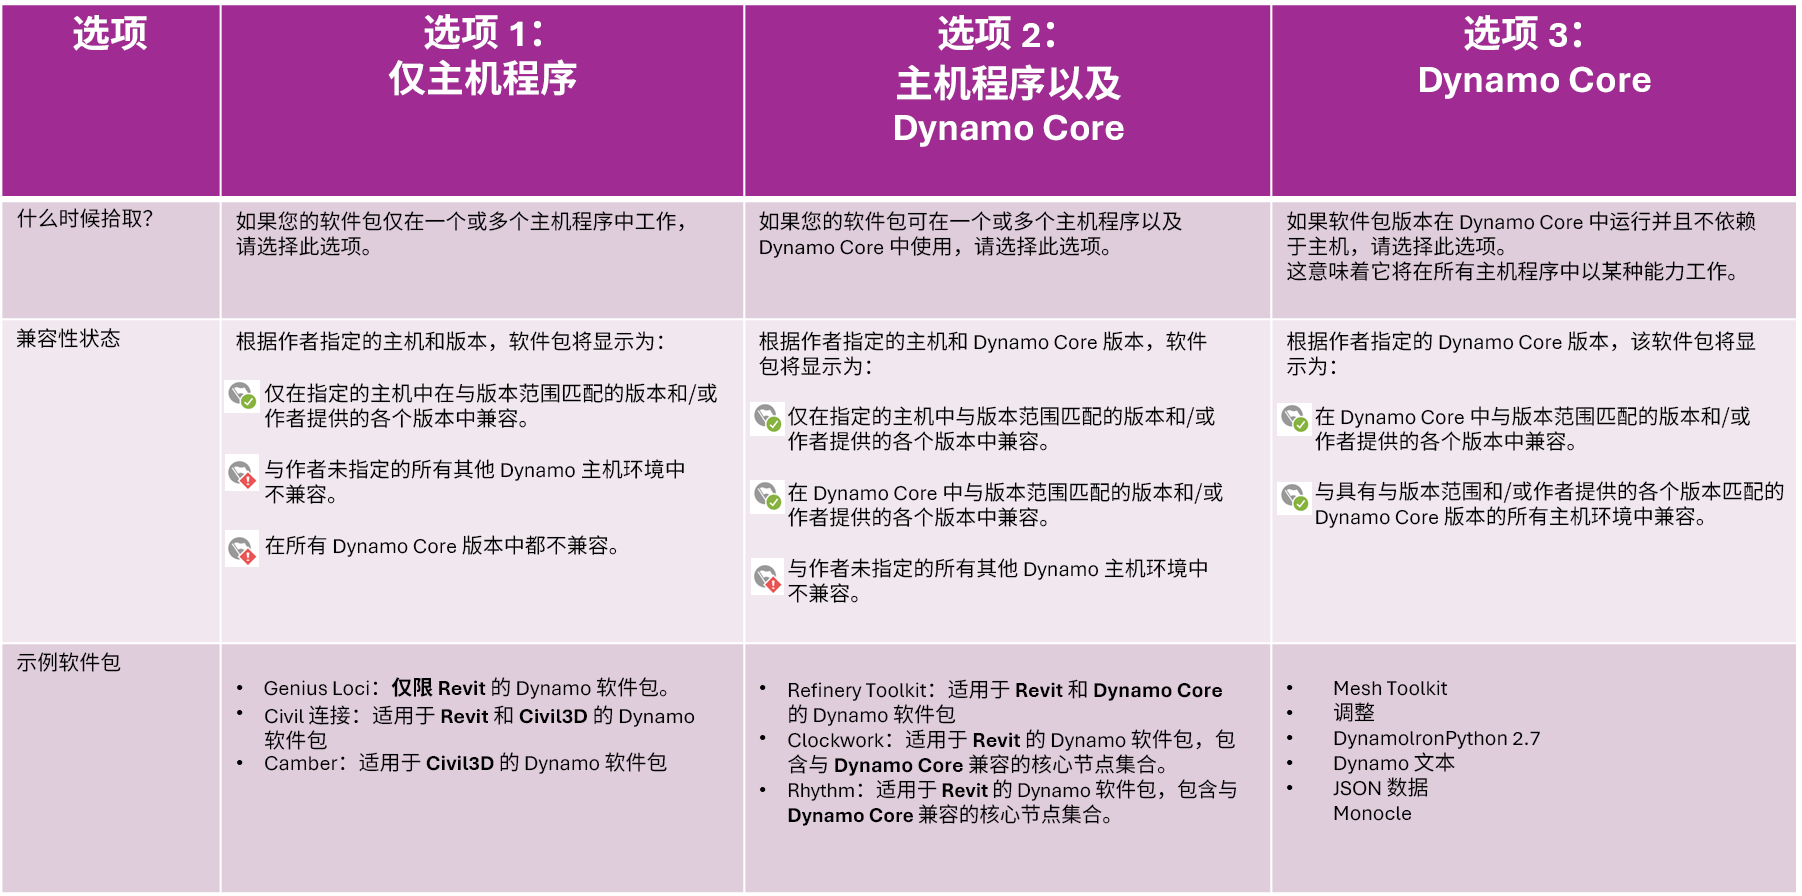 选项
选项 1：
仅主机程序
选项 2：
主机程序以及
Dynamo Core
选项 3：
Dynamo Core
什么时候拾取？
如果您的软件包仅在一个或多个主机程序中工作，
请选择此选项。
如果您的软件包可在一个或多个主机程序以及
Dynamo Core 中使用，请选择此选项。
如果软件包版本在 Dynamo Core 中运行并且不依赖
于主机，请选择此选项。
这意味着它将在所有主机程序中以某种能力工作。
兼容性状态
根据作者指定的主机和版本，软件包将显示为：
仅在指定的主机中在与版本范围匹配的版本和/或
作者提供的各个版本中兼容。
与作者未指定的所有其他 Dynamo 主机环境中
不兼容。
在所有 Dynamo Core 版本中都不兼容。
根据作者指定的主机和 Dynamo Core 版本，软件
包将显示为：
仅在指定的主机中与版本范围匹配的版本和/或
作者提供的各个版本中兼容。
在 Dynamo Core 中与版本范围匹配的版本和/或
作者提供的各个版本中兼容。
与作者未指定的所有其他 Dynamo 主机环境中
不兼容。
根据作者指定的 Dynamo Core 版本，该软件包将显
示为：
在 Dynamo Core 中与版本范围匹配的版本和/或
作者提供的各个版本中兼容。
与具有与版本范围和/或作者提供的各个版本匹配的
Dynamo Core 版本的所有主机环境中兼容。
示例软件包
• Genius Loci：仅限 Revit 的 Dynamo 软件包。
• Civil 连接：适用于 Revit 和 Civil3D 的 Dynamo
软件包
• Camber：适用于 Civil3D 的 Dynamo 软件包
• Refinery Toolkit：适用于 Revit 和 Dynamo Core
的 Dynamo 软件包
• Clockwork：适用于 Revit 的 Dynamo 软件包，包
含与 Dynamo Core 兼容的核心节点集合。
• Rhythm：适用于 Revit 的 Dynamo 软件包，包含与
Dynamo Core 兼容的核心节点集合。
• Mesh Toolkit
• 调整
• DynamoIronPython 2.7
• Dynamo 文本
• JSON 数据
Monocle